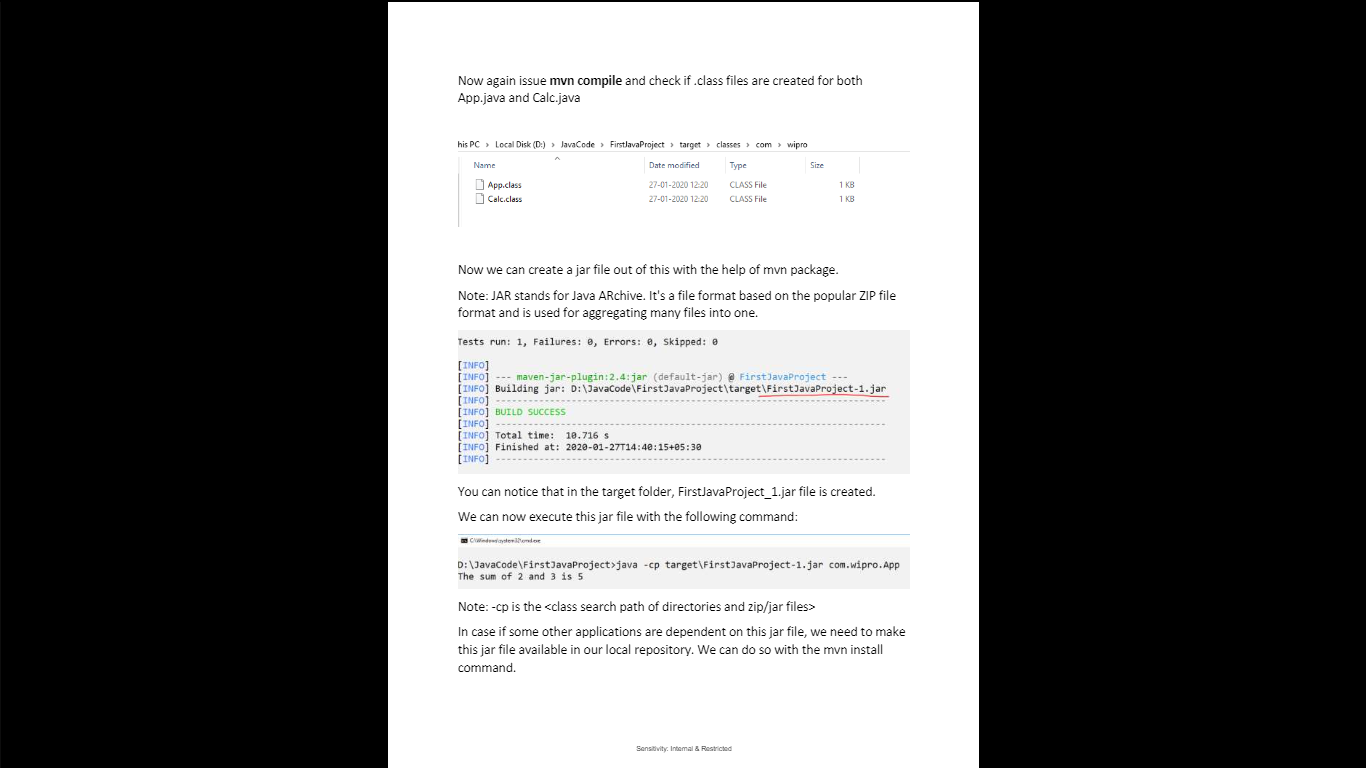 Now again issue mvn compile and check if .class files are created for both
App.java and Calc.java
his PC › Local Disk (D:) › JavaCode › FirstJavaProject › target › classes › com › wipro
Name Date modified Type Size
App.class 27-01-2020 12:20 CLASS File 1 KB
Calc.class 27-01-2020 12:20 CLASS File 1 KB
Now we can create a jar file out of this with the help of mvn package.
Note: JAR stands for Java ARchive. It's a file format based on the popular ZIP file
format and is used for aggregating many files into one.
Tests run: 1, Failures: 0, Errors: 0, Skipped: 0
[INFO]
[INFO] --- maven-jar-plugin:2.4:jar (default-jar) @ FirstJavaProject ---
[INFO] Building jar: D:\JavaCode\FirstJavaProject\target\FirstJavaProject-1.jar
[INFO] ------------------------------------------------------------------------
[INFO] BUILD SUCCESS
[INFO] ------------------------------------------------------------------------
[INFO] Total time:  10.716 s
[INFO] Finished at: 2020-01-27T14:40:15+05:30
[INFO] ------------------------------------------------------------------------
You can notice that in the target folder, FirstJavaProject_1.jar file is created.
We can now execute this jar file with the following command:
C:\Windows\system32\cmd.exe
D:\JavaCode\FirstJavaProject>java -cp target\FirstJavaProject-1.jar com.wipro.App
The sum of 2 and 3 is 5
Note: -cp is the <class search path of directories and zip/jar files>
In case if some other applications are dependent on this jar file, we need to make
this jar file available in our local repository. We can do so with the mvn install
command.
Sensitivity: Internal & Restricted